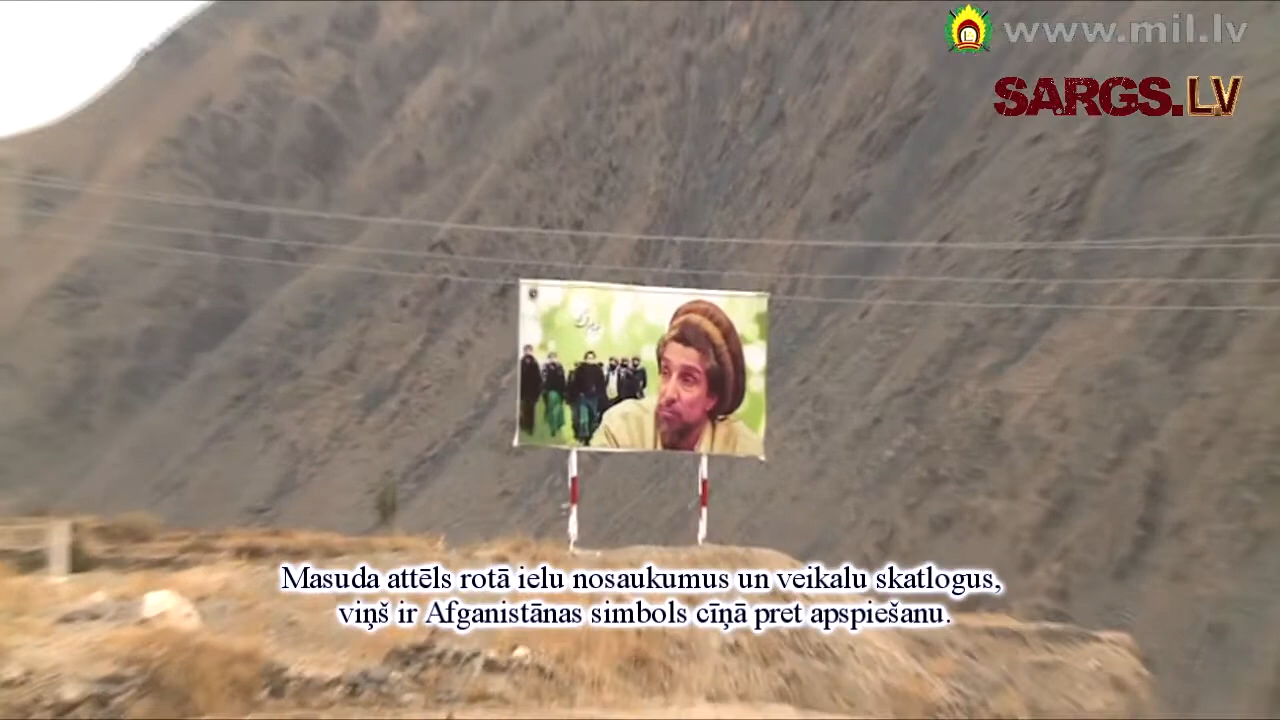 www.mil.lv
SARGS.LV
Masuda attēls rotā ielu nosaukumus un veikalu skatlogus,
viņš ir Afganistānas simbols cīņā pret apspiešanu.